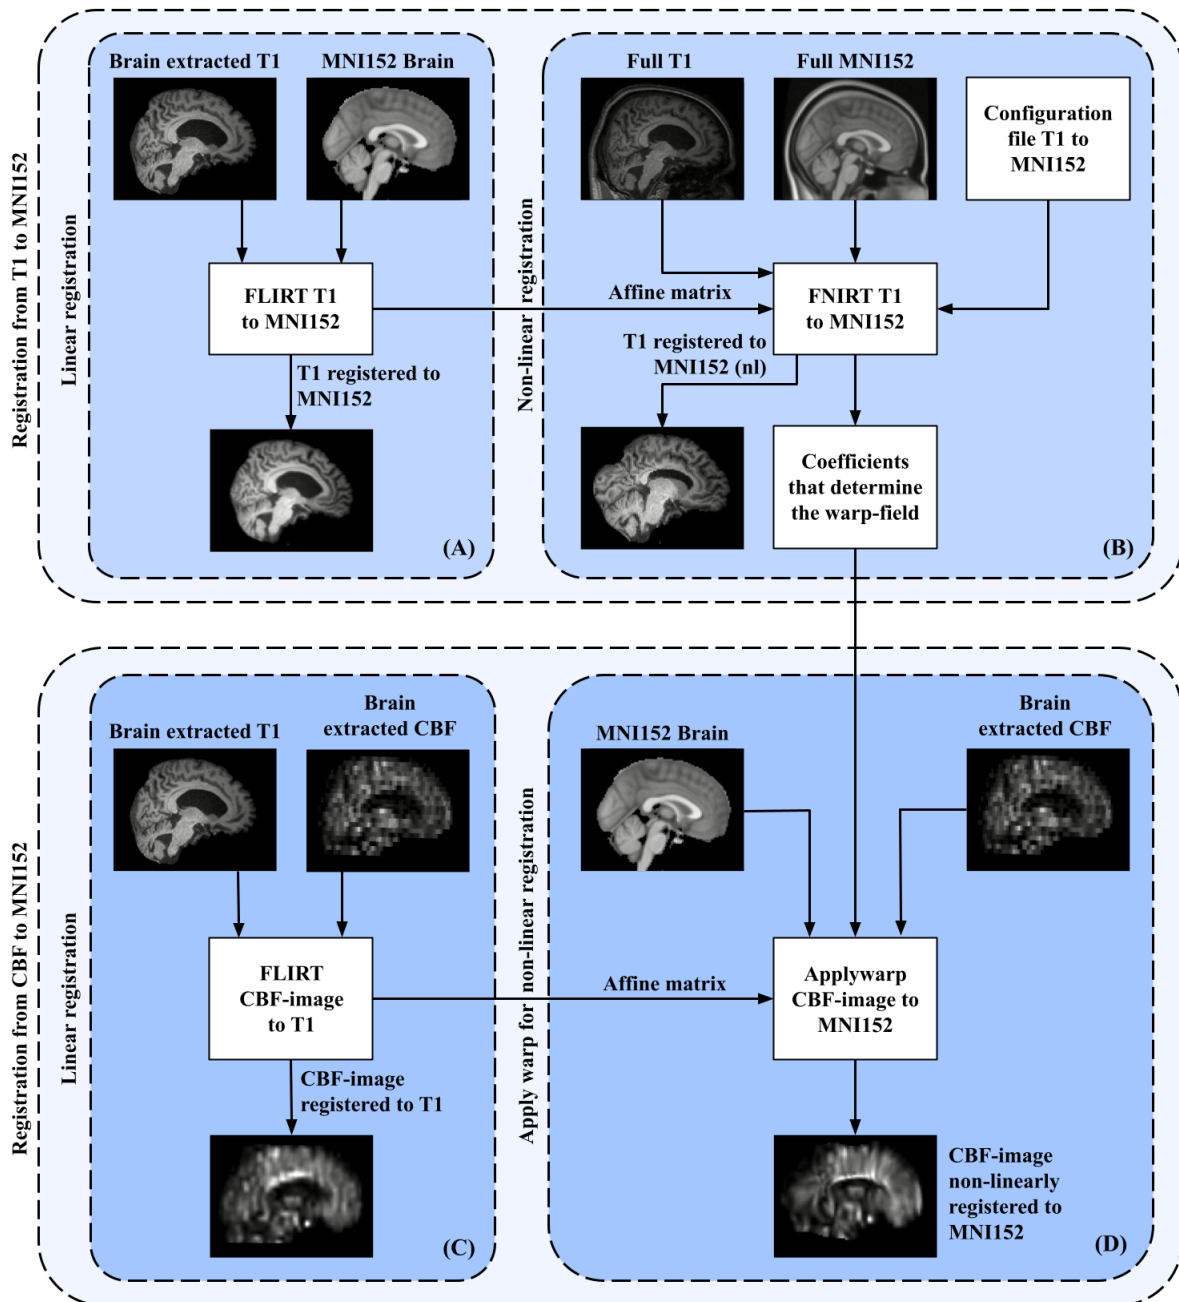 Registration from T1 to MNI152
Linear registration
Brain extracted T1
MNI152 Brain
FLIRT T1
to MNI152
T1 registered to
MNI152
(A)
Affine matrix
Non-linear registration
Full T1
Full MNI152
Configuration
file T1 to
MNI152
FNIRT T1
to MNI152
T1 registered to
MNI152 (nl)
Coefficients
that determine
the warp-field
(B)
Registration from CBF to MNI152
Linear registration
Brain extracted T1
Brain
extracted CBF
FLIRT
CBF-image
to T1
CBF-image
registered to T1
(C)
Affine matrix
Apply warp for non-linear registration
MNI152 Brain
Brain
extracted CBF
Applywarp
CBF-image to
MNI152
CBF-image
non-linearly
registered to
MNI152
(D)